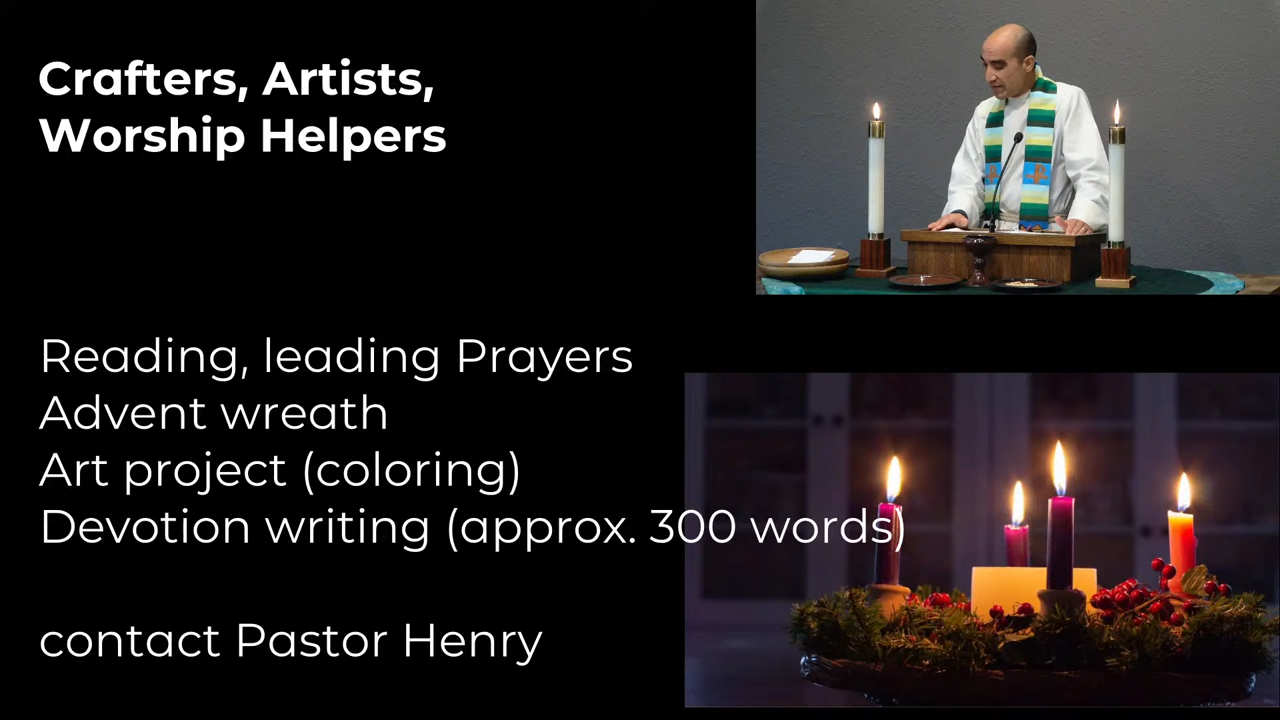 Crafters, Artists,
Worship Helpers
Reading, leading Prayers
Advent wreath
Art project (coloring)
Devotion writing (approx. 300 words)
contact Pastor Henry